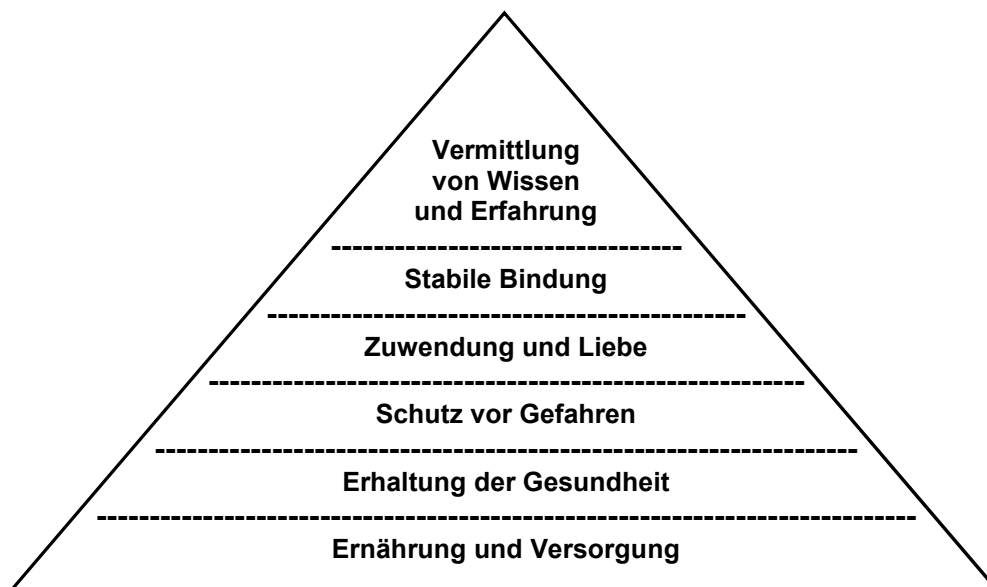 Vermittlung
von Wissen
und Erfahrung
Stabile Bindung
Zuwendung und Liebe
Schutz vor Gefahren
Erhaltung der Gesundheit
Ernährung und Versorgung